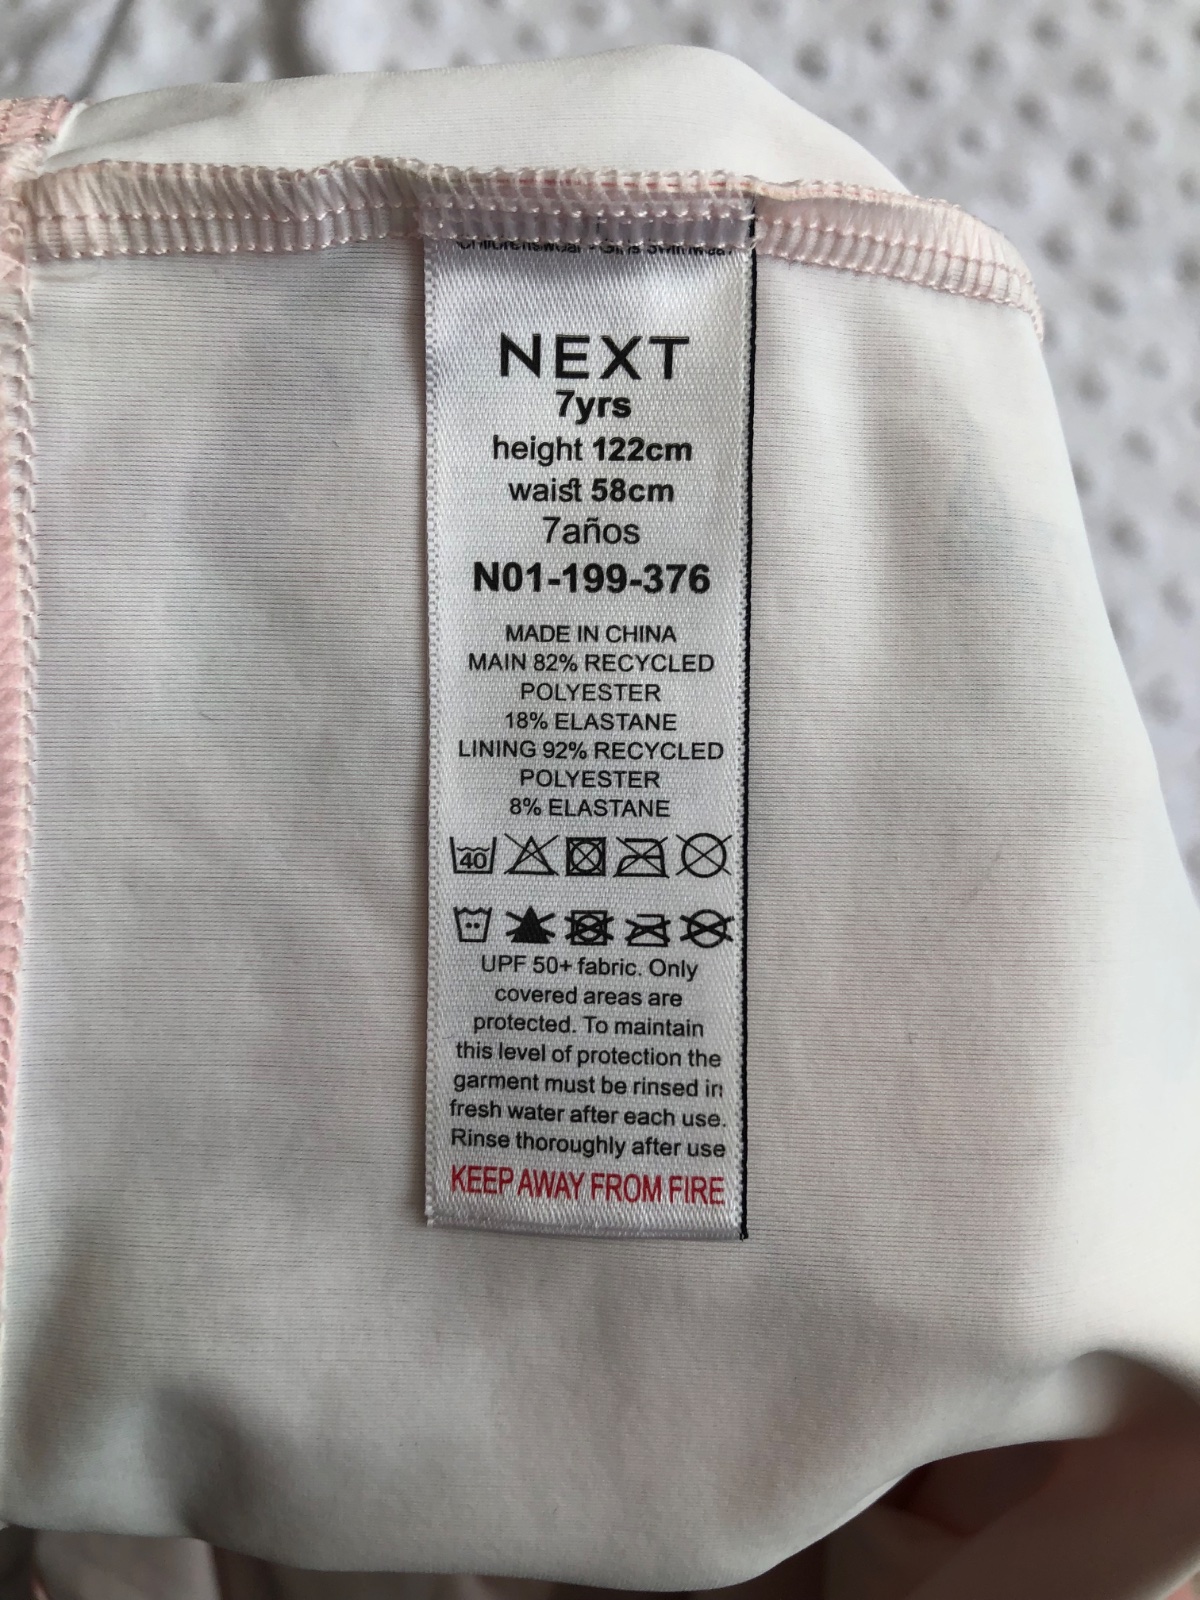 Childrenswear - Girls Swimwear
NEXT
7yrs
height 122cm
waist 58cm
7años
N01-199-376
MADE IN CHINA
MAIN 82% RECYCLED
POLYESTER
18% ELASTANE
LINING 92% RECYCLED
POLYESTER
8% ELASTANE
40
UPF 50+ fabric. Only
covered areas are
protected. To maintain
this level of protection the
garment must be rinsed in
fresh water after each use.
Rinse thoroughly after use
KEEP AWAY FROM FIRE